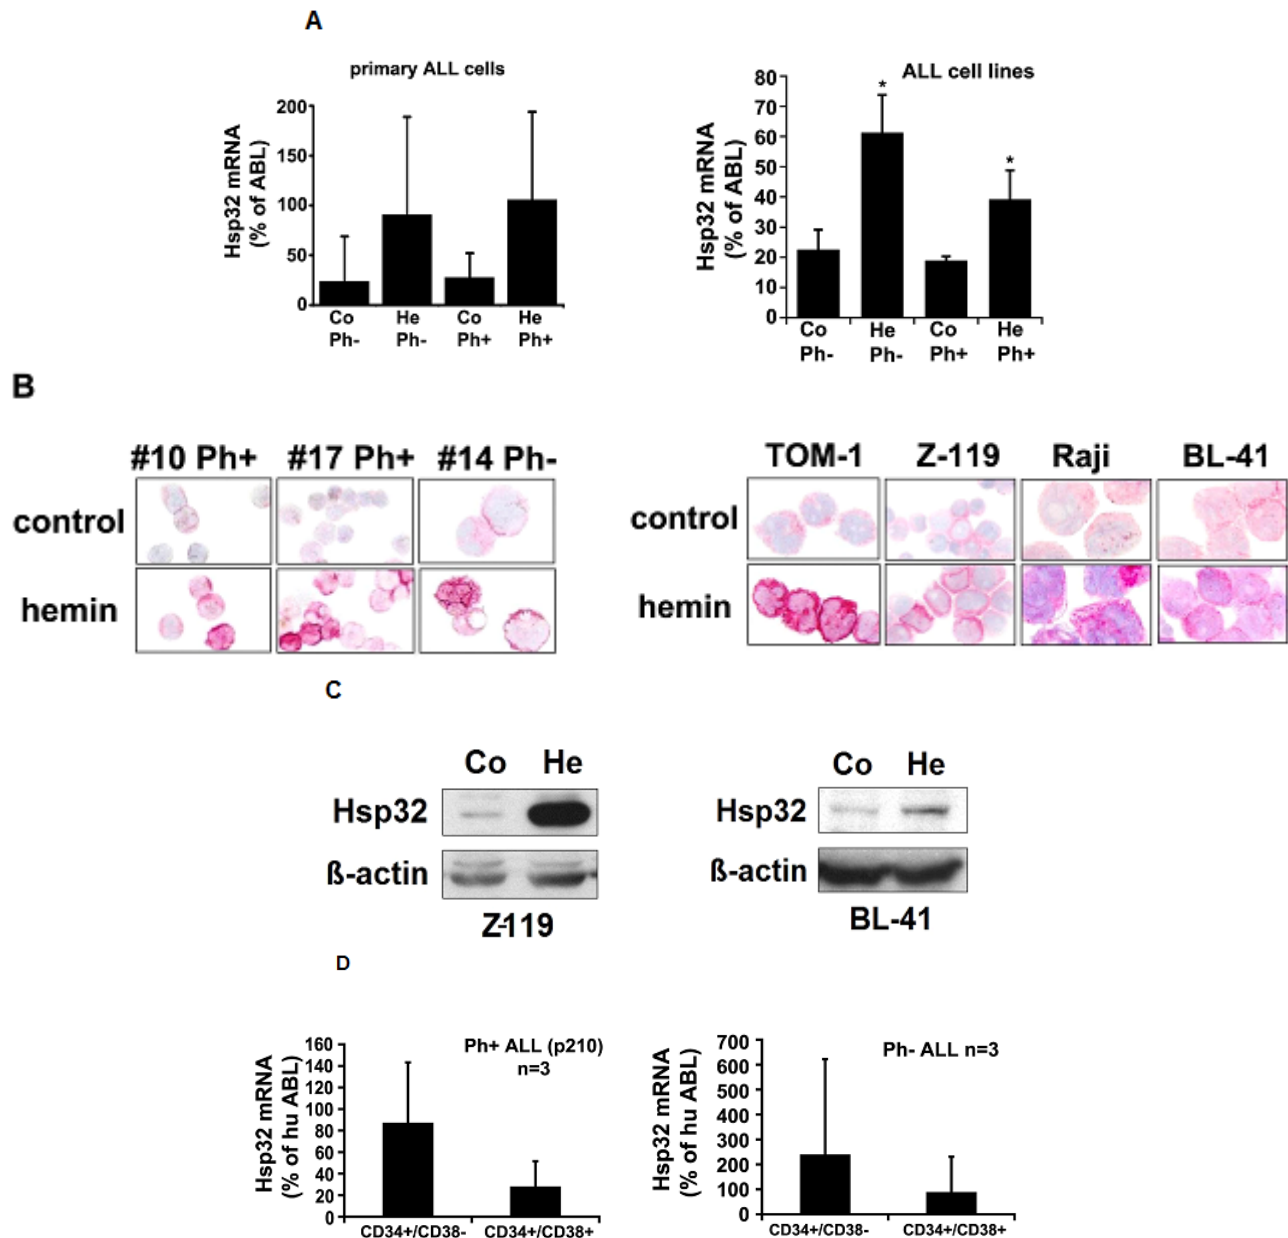 A
primary ALL cells
Hsp32 mRNA
(% of ABL)
200
150
100
50
0
Co
Ph-
He
Ph-
Co
Ph+
He
Ph+
ALL cell lines
Hsp32 mRNA
(% of ABL)
80
70
60
50
40
30
20
10
0
*
*
Co
Ph-
He
Ph-
Co
Ph+
He
Ph+
B
#10 Ph+ #17 Ph+ #14 Ph-
control
hemin
TOM-1 Z-119 Raji BL-41
control
hemin
C
Co He
Hsp32
ß-actin
Z-119
Co He
Hsp32
ß-actin
BL-41
D
Ph+ ALL (p210)
n=3
Hsp32 mRNA
(% of hu ABL)
160
140
120
100
80
60
40
20
0
CD34+/CD38- CD34+/CD38+
Ph- ALL n=3
Hsp32 mRNA
(% of hu ABL)
700
600
500
400
300
200
100
0
CD34+/CD38- CD34+/CD38+